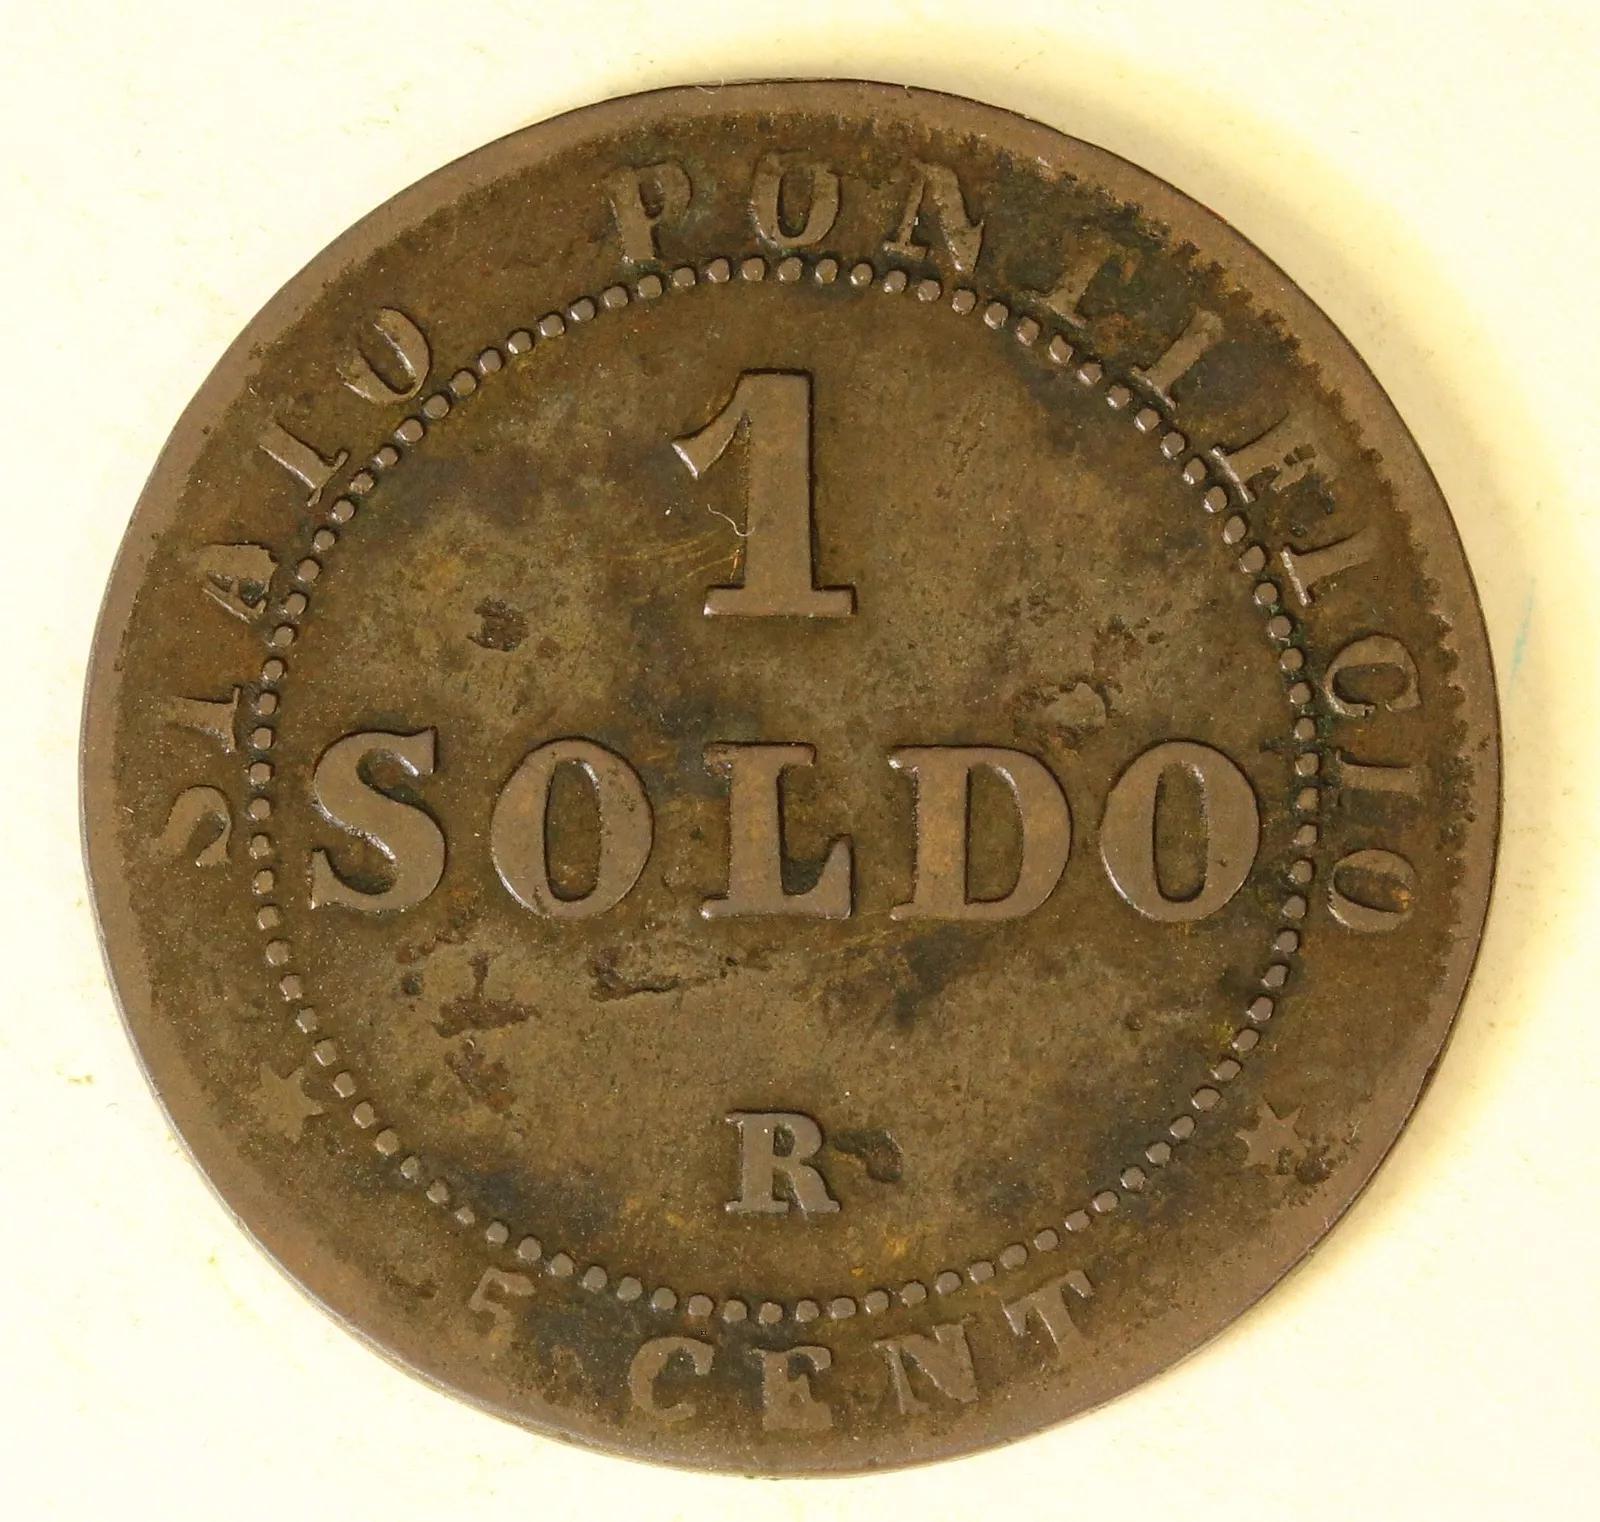 STATO PONTIFICIO
1
SOLDO
R
5 CENT